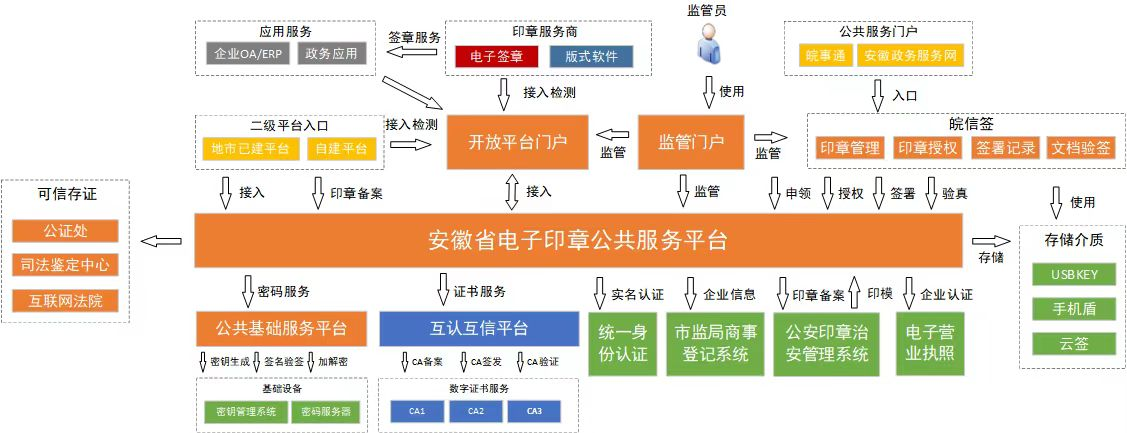 监管员
应用服务
企业OA/ERP
政务应用
签章服务
印章服务商
电子签章
版式软件
公共服务门户
皖事通
安徽政务服务网
接入检测
使用
入口
二级平台入口
地市已建平台
自建平台
接入检测
开放平台门户
监管
监管门户
监管
皖信签
印章管理
印章授权
签署记录
文档验签
可信存证
公证处
司法鉴定中心
互联网法院
接入
印章备案
接入
监管
申领
授权
签署
验真
使用
安徽省电子印章公共服务平台
存储
存储介质
USBKEY
手机盾
云签
密码服务
证书服务
实名认证
企业信息
印章备案
印模
企业认证
公共基础服务平台
互认互信平台
统一身
份认证
市监局商事
登记系统
公安印章治
安管理系统
电子营
业执照
密钥生成
签名验签
加解密
CA备案
CA签发
CA验证
基础设备
密钥管理系统
密码服务器
数字证书服务
CA1
CA2
CA3